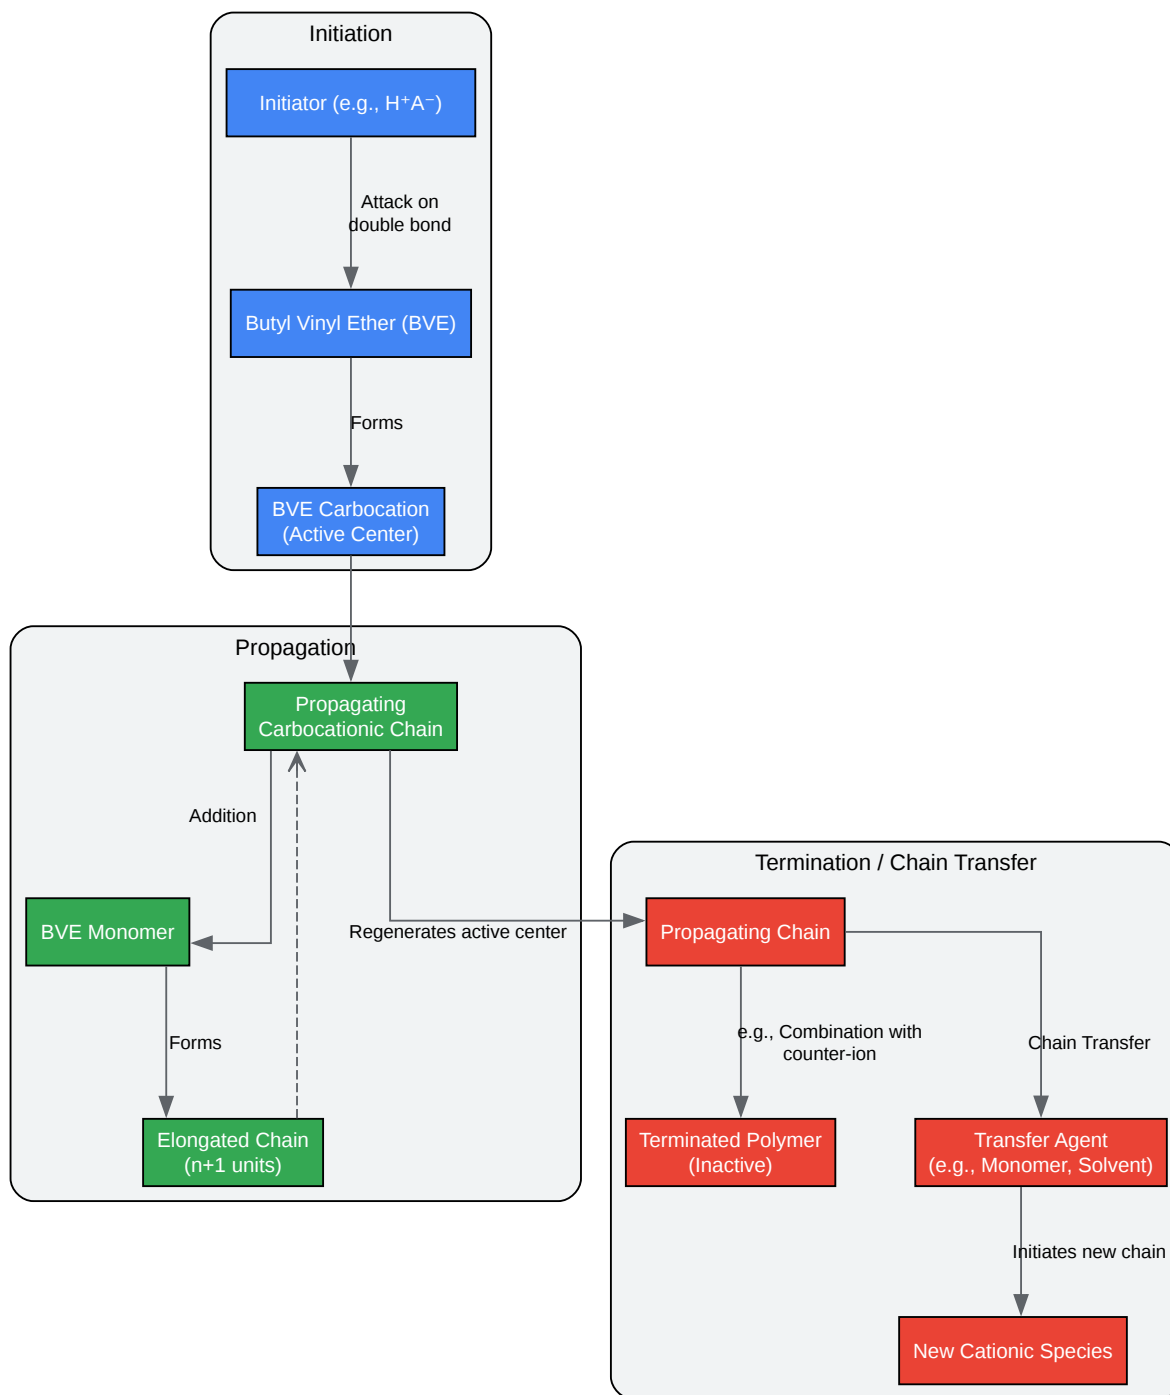 Initiation
Initiator (e.g., H⁺A⁻)
Attack on
double bond
Butyl Vinyl Ether (BVE)
Forms
BVE Carbocation
(Active Center)
Propagation
Propagating
Carbocationic Chain
Addition
BVE Monomer
Regenerates active center
Forms
Elongated Chain
(n+1 units)
Termination / Chain Transfer
Propagating Chain
e.g., Combination with
counter-ion
Chain Transfer
Terminated Polymer
(Inactive)
Transfer Agent
(e.g., Monomer, Solvent)
Initiates new chain
New Cationic Species